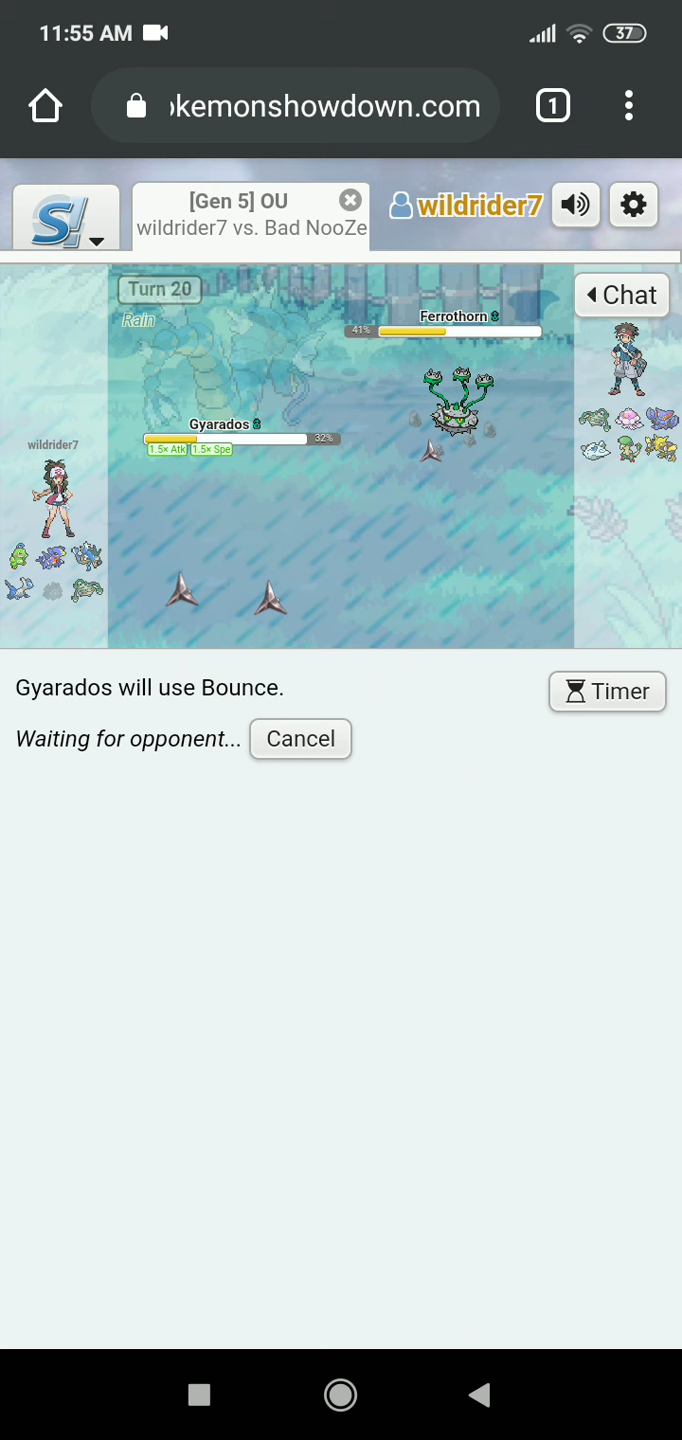 11:55 AM
37
okemonshowdown.com
1
S!
[Gen 5] OU
wildrider7 vs. Bad NooZe
wildrider7
Turn 20
Rain
Chat
Ferrothorn
41%
Gyarados
32%
1.5× Atk 1.5× Spe
wildrider7
Gyarados will use Bounce.
Timer
Waiting for opponent... Cancel